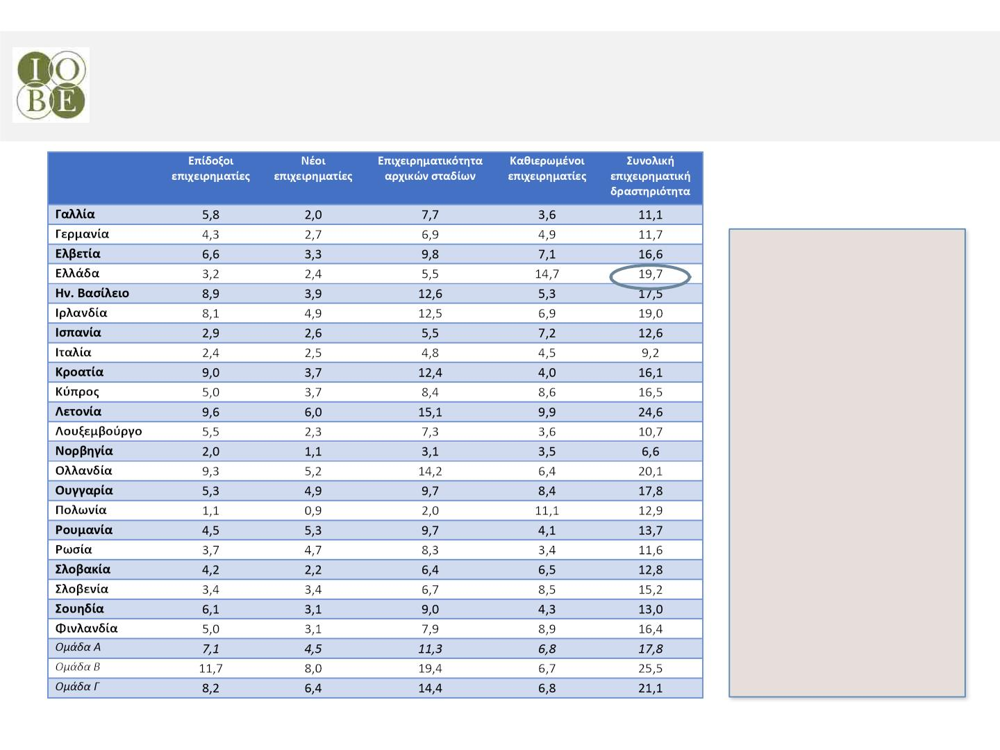 I O
B E
Επίδοξοι επιχειρηματίες Νέοι επιχειρηματίες Επιχειρηματικότητα αρχικών σταδίων Καθιερωμένοι επιχειρηματίες Συνολική επιχειρηματική δραστηριότητα
Γαλλία 5,8 2,0 7,7 3,6 11,1
Γερμανία 4,3 2,7 6,9 4,9 11,7
Ελβετία 6,6 3,3 9,8 7,1 16,6
Ελλάδα 3,2 2,4 5,5 14,7 19,7
Ην. Βασίλειο 8,9 3,9 12,6 5,3 17,5
Ιρλανδία 8,1 4,9 12,5 6,9 19,0
Ισπανία 2,9 2,6 5,5 7,2 12,6
Ιταλία 2,4 2,5 4,8 4,5 9,2
Κροατία 9,0 3,7 12,4 4,0 16,1
Κύπρος 5,0 3,7 8,4 8,6 16,5
Λετονία 9,6 6,0 15,1 9,9 24,6
Λουξεμβούργο 5,5 2,3 7,3 3,6 10,7
Νορβηγία 2,0 1,1 3,1 3,5 6,6
Ολλανδία 9,3 5,2 14,2 6,4 20,1
Ουγγαρία 5,3 4,9 9,7 8,4 17,8
Πολωνία 1,1 0,9 2,0 11,1 12,9
Ρουμανία 4,5 5,3 9,7 4,1 13,7
Ρωσία 3,7 4,7 8,3 3,4 11,6
Σλοβακία 4,2 2,2 6,4 6,5 12,8
Σλοβενία 3,4 3,4 6,7 8,5 15,2
Σουηδία 6,1 3,1 9,0 4,3 13,0
Φινλανδία 5,0 3,1 7,9 8,9 16,4
Ομάδα Α 7,1 4,5 11,3 6,8 17,8
Ομάδα Β 11,7 8,0 19,4 6,7 25,5
Ομάδα Γ 8,2 6,4 14,4 6,8 21,1